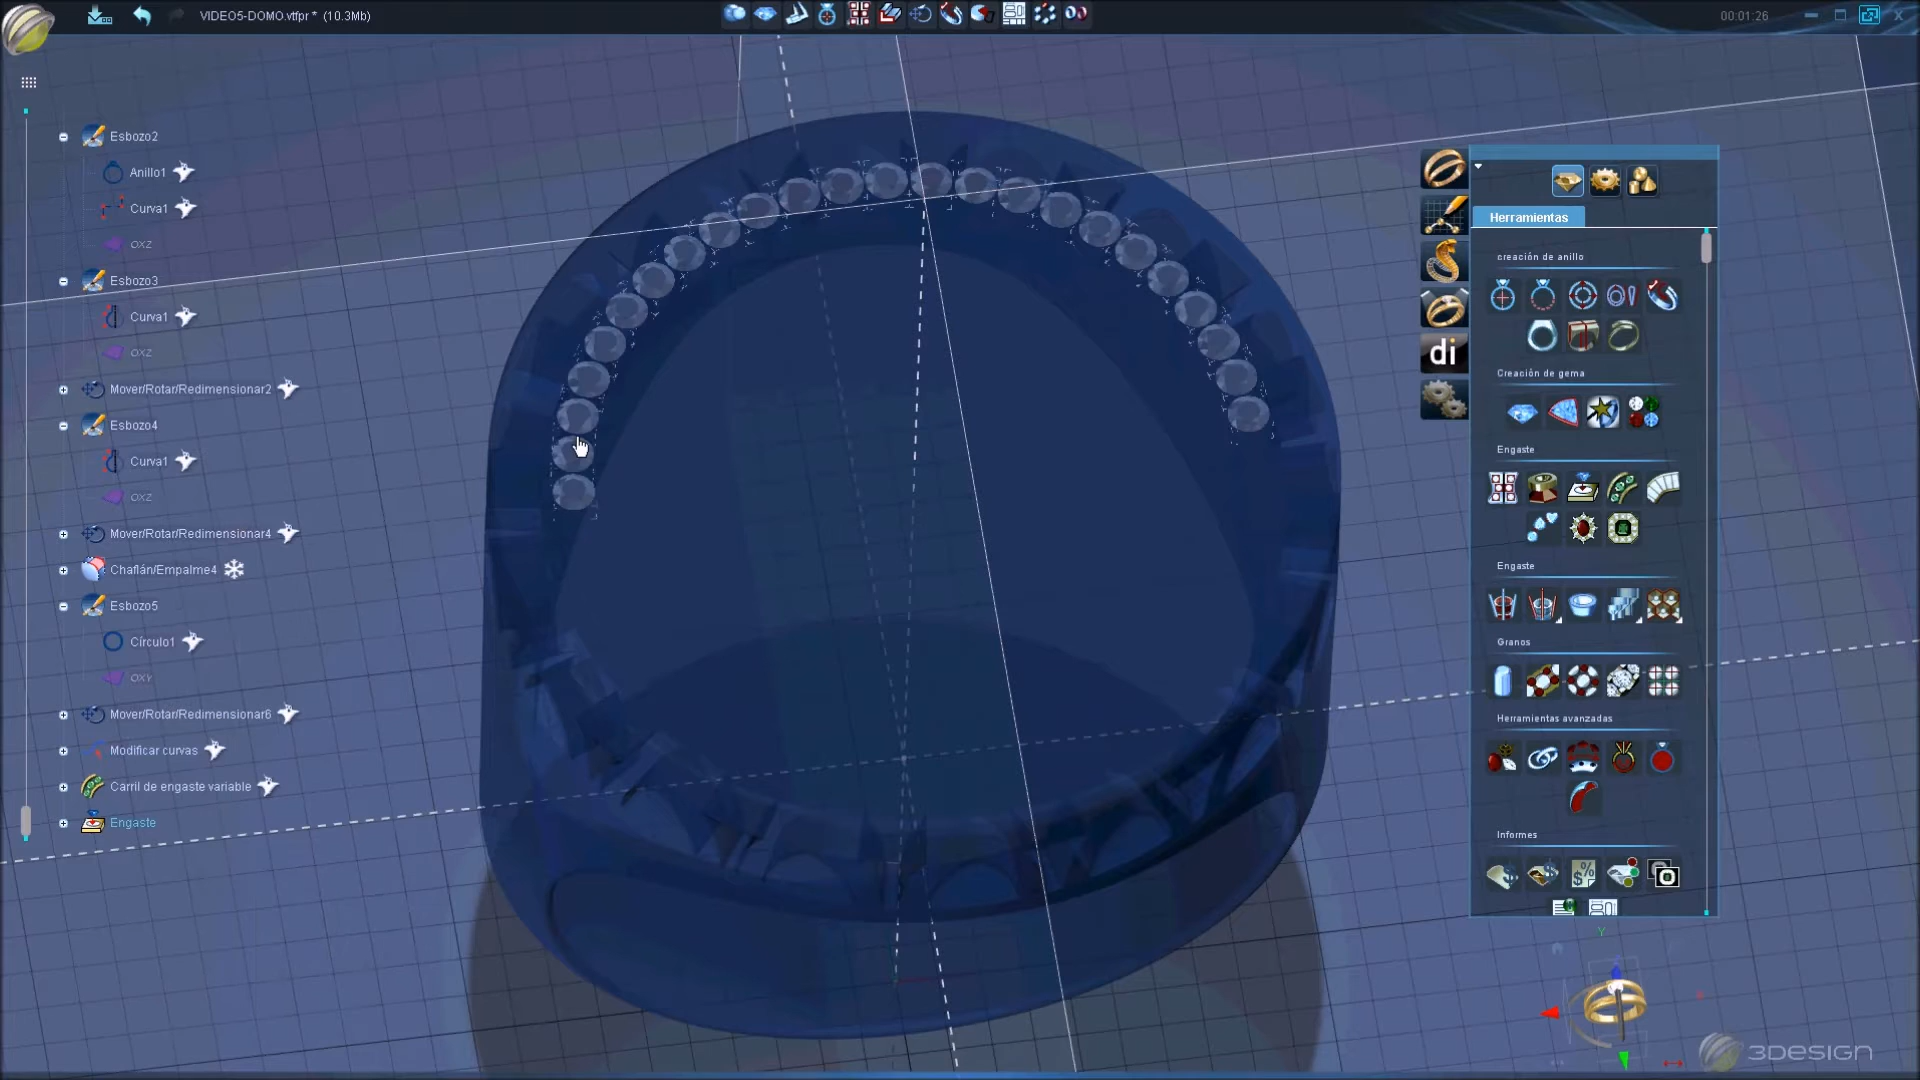 VIDEO5-DOMO.vtfpr * (10.3Mb)
00:01:26
Esbozo2
Anillo1
Curva1
OXZ
Esbozo3
Curva1
OXZ
Mover/Rotar/Redimensionar2
Esbozo4
Curva1
OXZ
Mover/Rotar/Redimensionar4
Chaflán/Empalme4
Esbozo5
Círculo1
OXY
Mover/Rotar/Redimensionar6
Modificar curvas
Carril de engaste variable
Engaste
di
Herramientas
creación de anillo
Creación de gema
Engaste
Engaste
Granos
Herramientas avanzadas
Informes
Y
3DESIGN